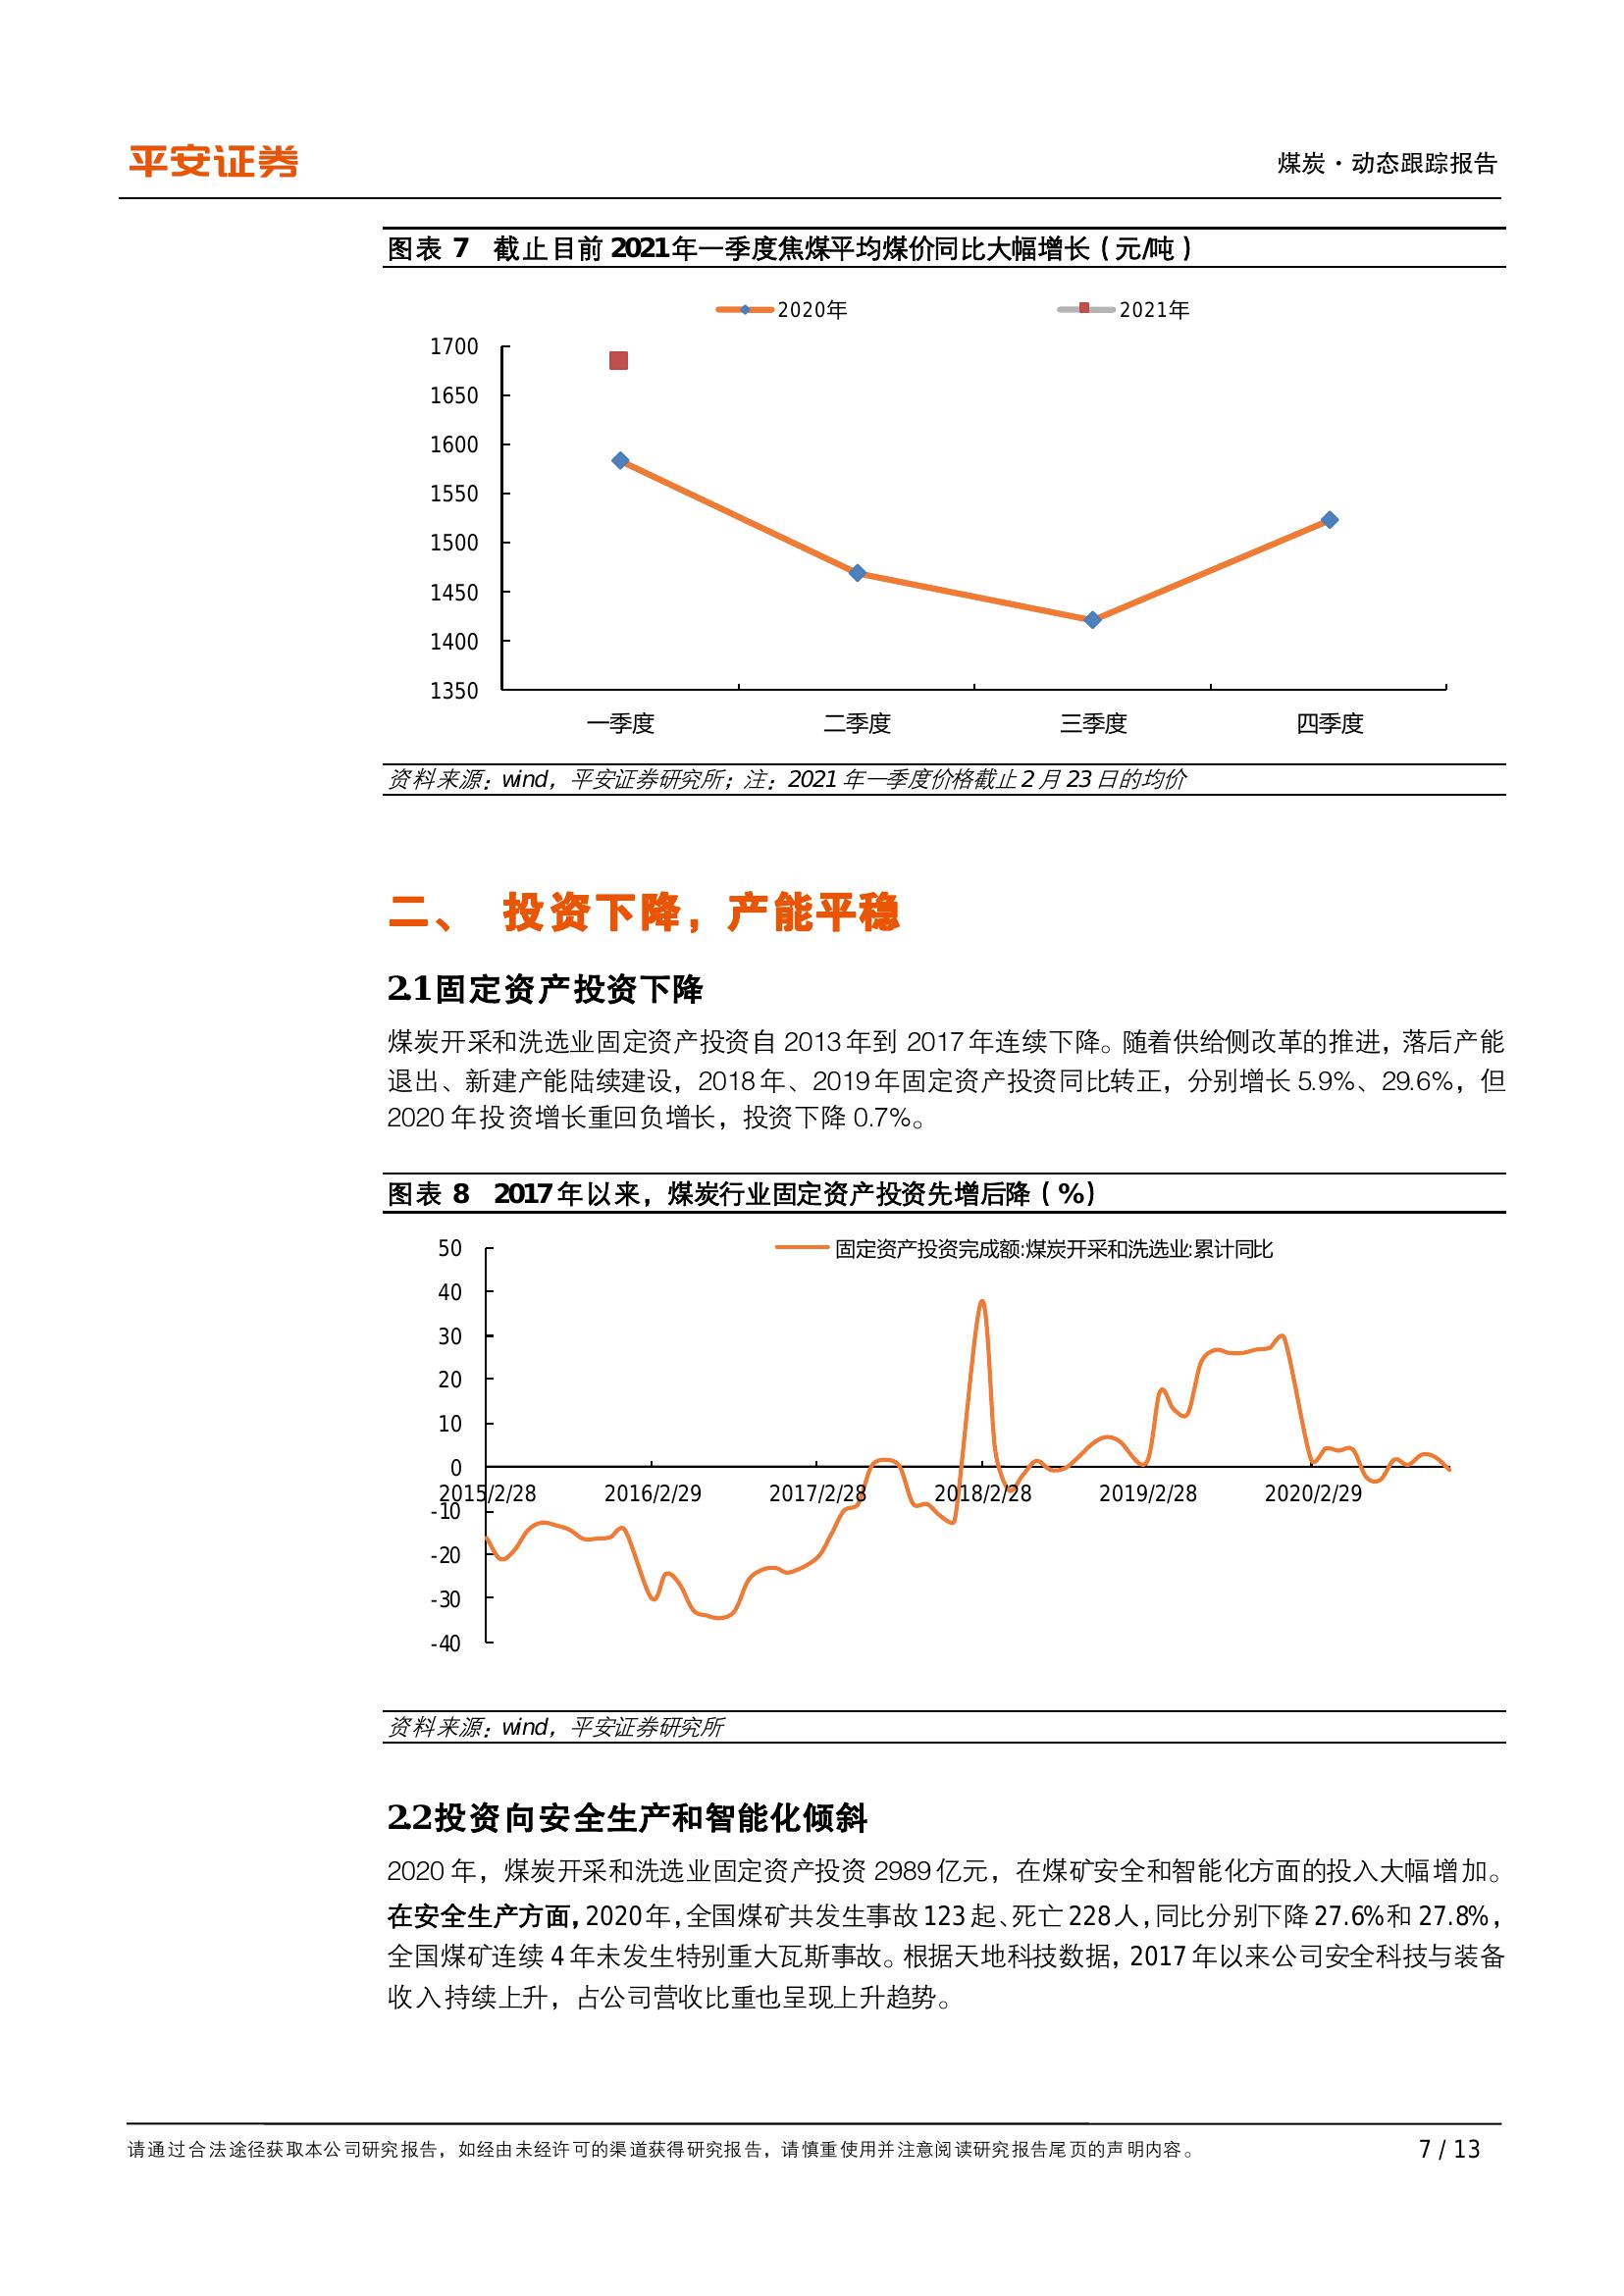 平安证券
煤炭·动态跟踪报告
图表 7 截止目前 2021年一季度焦煤平均煤价同比大幅增长（元/吨）
2020年 2021年
1700
1650
1600
1550
1500
1450
1400
1350
一季度 二季度 三季度 四季度
资料来源：wind，平安证券研究所；注：2021 年一季度价格截止 2 月 23 日的均价
二、 投资下降，产能平稳
2.1固定资产投资下降
煤炭开采和洗选业固定资产投资自 2013 年到 2017 年连续下降。随着供给侧改革的推进，落后产能
退出、新建产能陆续建设，2018 年、2019 年固定资产投资同比转正，分别增长 5.9%、29.6%，但
2020 年投资增长重回负增长，投资下降 0.7%。
图表 8 2017 年以来，煤炭行业固定资产投资先增后降（%）
固定资产投资完成额:煤炭开采和洗选业:累计同比
50
40
30
20
10
0
2015/2/28 2016/2/29 2017/2/28 2018/2/28 2019/2/28 2020/2/29
-10
-20
-30
-40
资料来源：wind，平安证券研究所
2.2投资向安全生产和智能化倾斜
2020 年，煤炭开采和洗选业固定资产投资 2989 亿元，在煤矿安全和智能化方面的投入大幅增加。
在安全生产方面，2020 年，全国煤矿共发生事故 123 起、死亡 228 人，同比分别下降 27.6%和 27.8%，
全国煤矿连续 4 年未发生特别重大瓦斯事故。根据天地科技数据，2017 年以来公司安全科技与装备
收入持续上升，占公司营收比重也呈现上升趋势。
请通过合法途径获取本公司研究报告，如经由未经许可的渠道获得研究报告，请慎重使用并注意阅读研究报告尾页的声明内容。
7 / 13